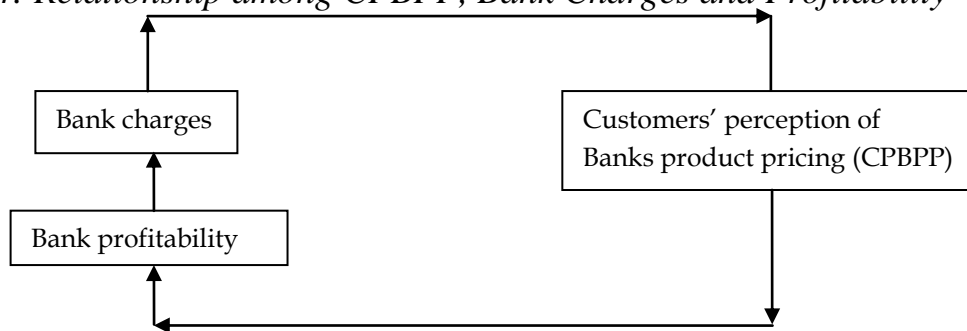 Relationship among CPBPP, Bank Charges and Profitability
Bank charges
Customers' perception of
Banks product pricing (CPBPP)
Bank profitability